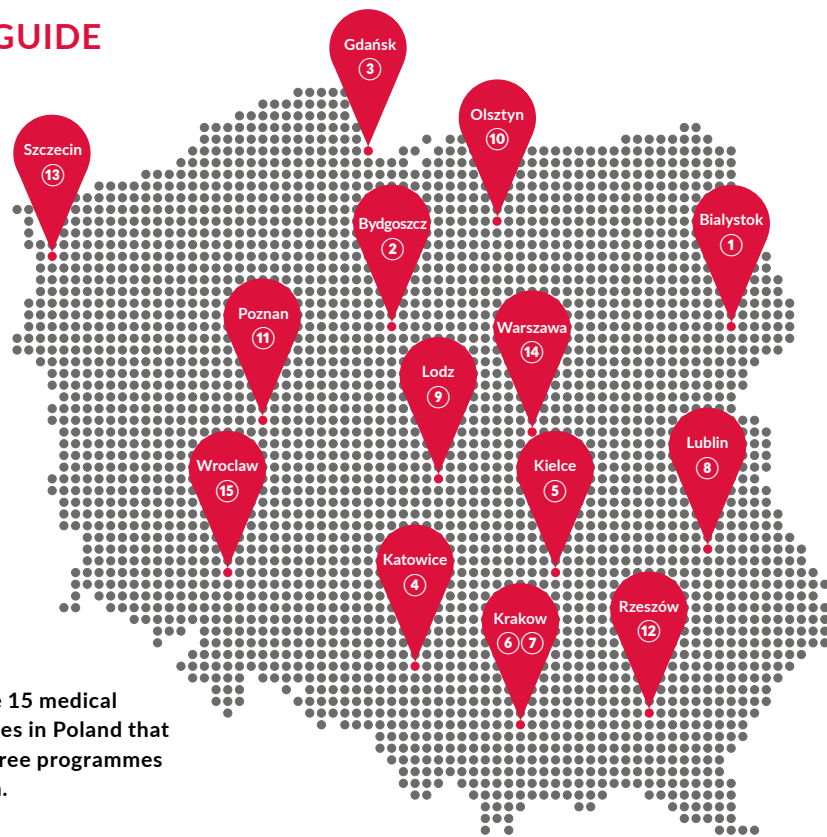 GUIDE
Gdańsk
3
Olsztyn
10
Szczecin
13
Bydgoszcz
2
Bialystok
1
Poznan
11
Warszawa
14
Lodz
9
Lublin
8
Wroclaw
15
Kielce
5
Katowice
4
Krakow
6 7
Rzeszów
12
15 medical
es in Poland that
ree programmes